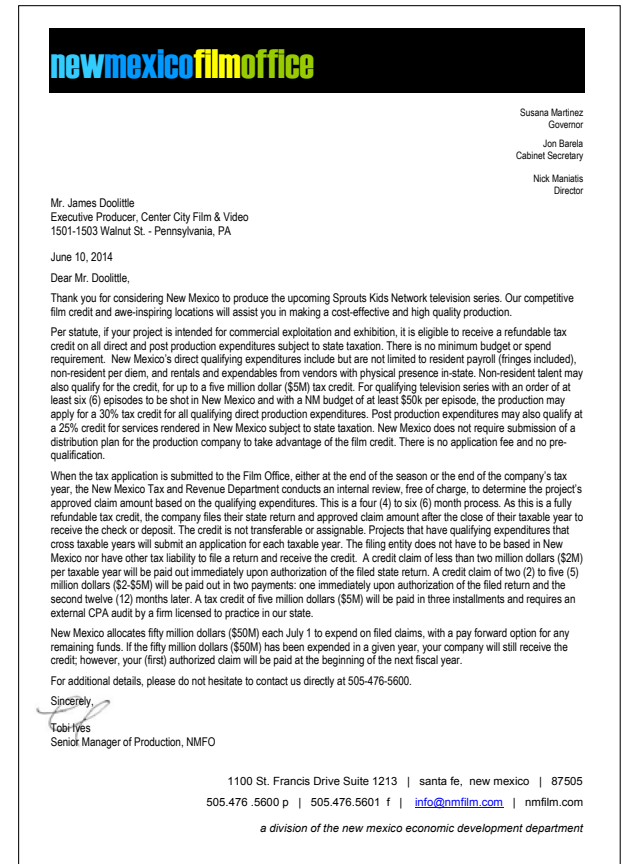 newmexicofilmoffice
Susana Martinez
Governor
Jon Barela
Cabinet Secretary
Nick Maniatis
Director
Mr. James Doolittle
Executive Producer, Center City Film & Video
1501-1503 Walnut St. - Pennsylvania, PA
June 10, 2014
Dear Mr. Doolittle,
Thank you for considering New Mexico to produce the upcoming Sprouts Kids Network television series. Our competitive
film credit and awe-inspiring locations will assist you in making a cost-effective and high quality production.
Per statute, if your project is intended for commercial exploitation and exhibition, it is eligible to receive a refundable tax
credit on all direct and post production expenditures subject to state taxation. There is no minimum budget or spend
requirement.  New Mexico's direct qualifying expenditures include but are not limited to resident payroll (fringes included),
non-resident per diem, and rentals and expendables from vendors with physical presence in-state. Non-resident talent may
also qualify for the credit, for up to a five million dollar ($5M) tax credit. For qualifying television series with an order of at
least six (6) episodes to be shot in New Mexico and with a NM budget of at least $50k per episode, the production may
apply for a 30% tax credit for all qualifying direct production expenditures. Post production expenditures may also qualify at
a 25% credit for services rendered in New Mexico subject to state taxation. New Mexico does not require submission of a
distribution plan for the production company to take advantage of the film credit. There is no application fee and no pre-
qualification.
When the tax application is submitted to the Film Office, either at the end of the season or the end of the company's tax
year, the New Mexico Tax and Revenue Department conducts an internal review, free of charge, to determine the project's
approved claim amount based on the qualifying expenditures. This is a four (4) to six (6) month process. As this is a fully
refundable tax credit, the company files their state return and approved claim amount after the close of their taxable year to
receive the check or deposit. The credit is not transferable or assignable. Projects that have qualifying expenditures that
cross taxable years will submit an application for each taxable year. The filing entity does not have to be based in New
Mexico nor have other tax liability to file a return and receive the credit.  A credit claim of less than two million dollars ($2M)
per taxable year will be paid out immediately upon authorization of the filed state return. A credit claim of two (2) to five (5)
million dollars ($2-$5M) will be paid out in two payments: one immediately upon authorization of the filed return and the
second twelve (12) months later. A tax credit of five million dollars ($5M) will be paid in three installments and requires an
external CPA audit by a firm licensed to practice in our state.
New Mexico allocates fifty million dollars ($50M) each July 1 to expend on filed claims, with a pay forward option for any
remaining funds. If the fifty million dollars ($50M) has been expended in a given year, your company will still receive the
credit; however, your (first) authorized claim will be paid at the beginning of the next fiscal year.
For additional details, please do not hesitate to contact us directly at 505-476-5600.
Sincerely,
Tobi Ives
Senior Manager of Production, NMFO
1100 St. Francis Drive Suite 1213 | santa fe, new mexico | 87505
505.476 .5600 p | 505.476.5601 f | info@nmfilm.com | nmfilm.com
a division of the new mexico economic development department